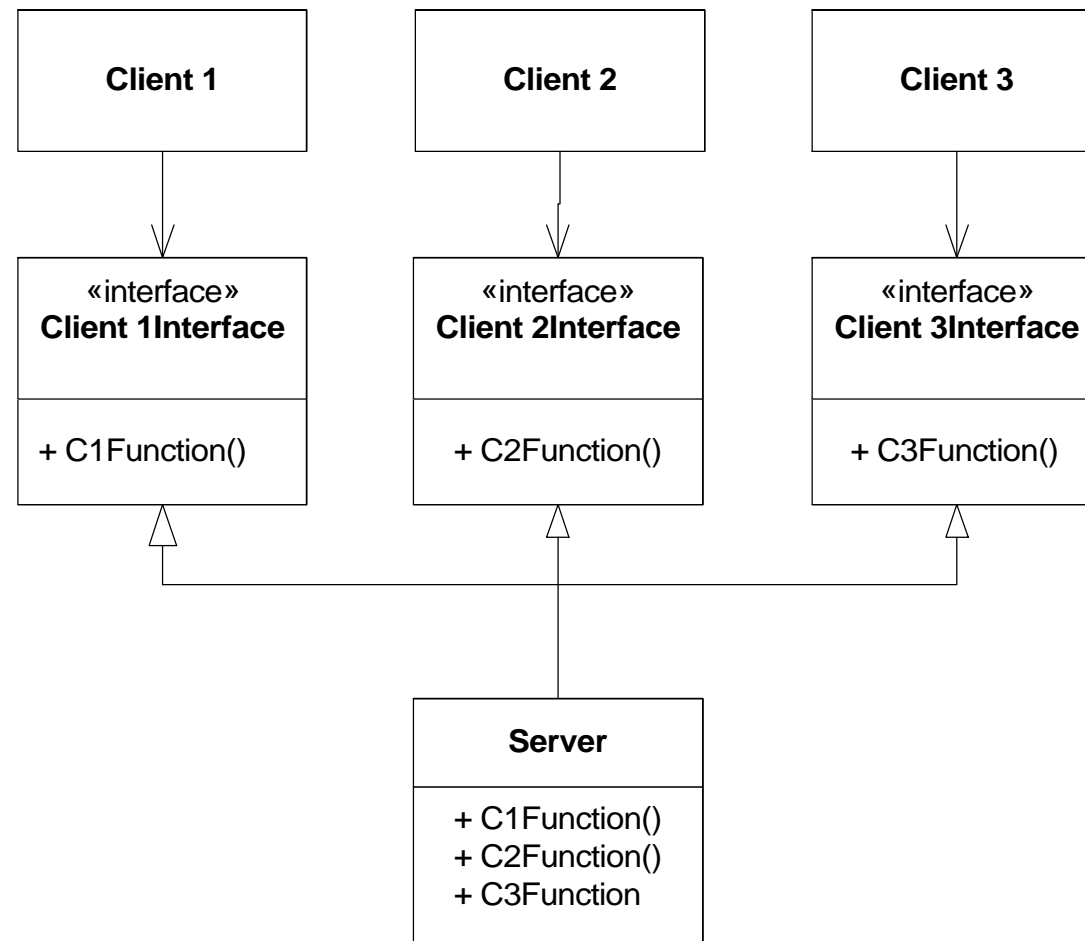 Client 1
Client 2
Client 3
«interface»
Client 1Interface
+ C1Function()
«interface»
Client 2Interface
+ C2Function()
«interface»
Client 3Interface
+ C3Function()
Server
+ C1Function()
+ C2Function()
+ C3Function